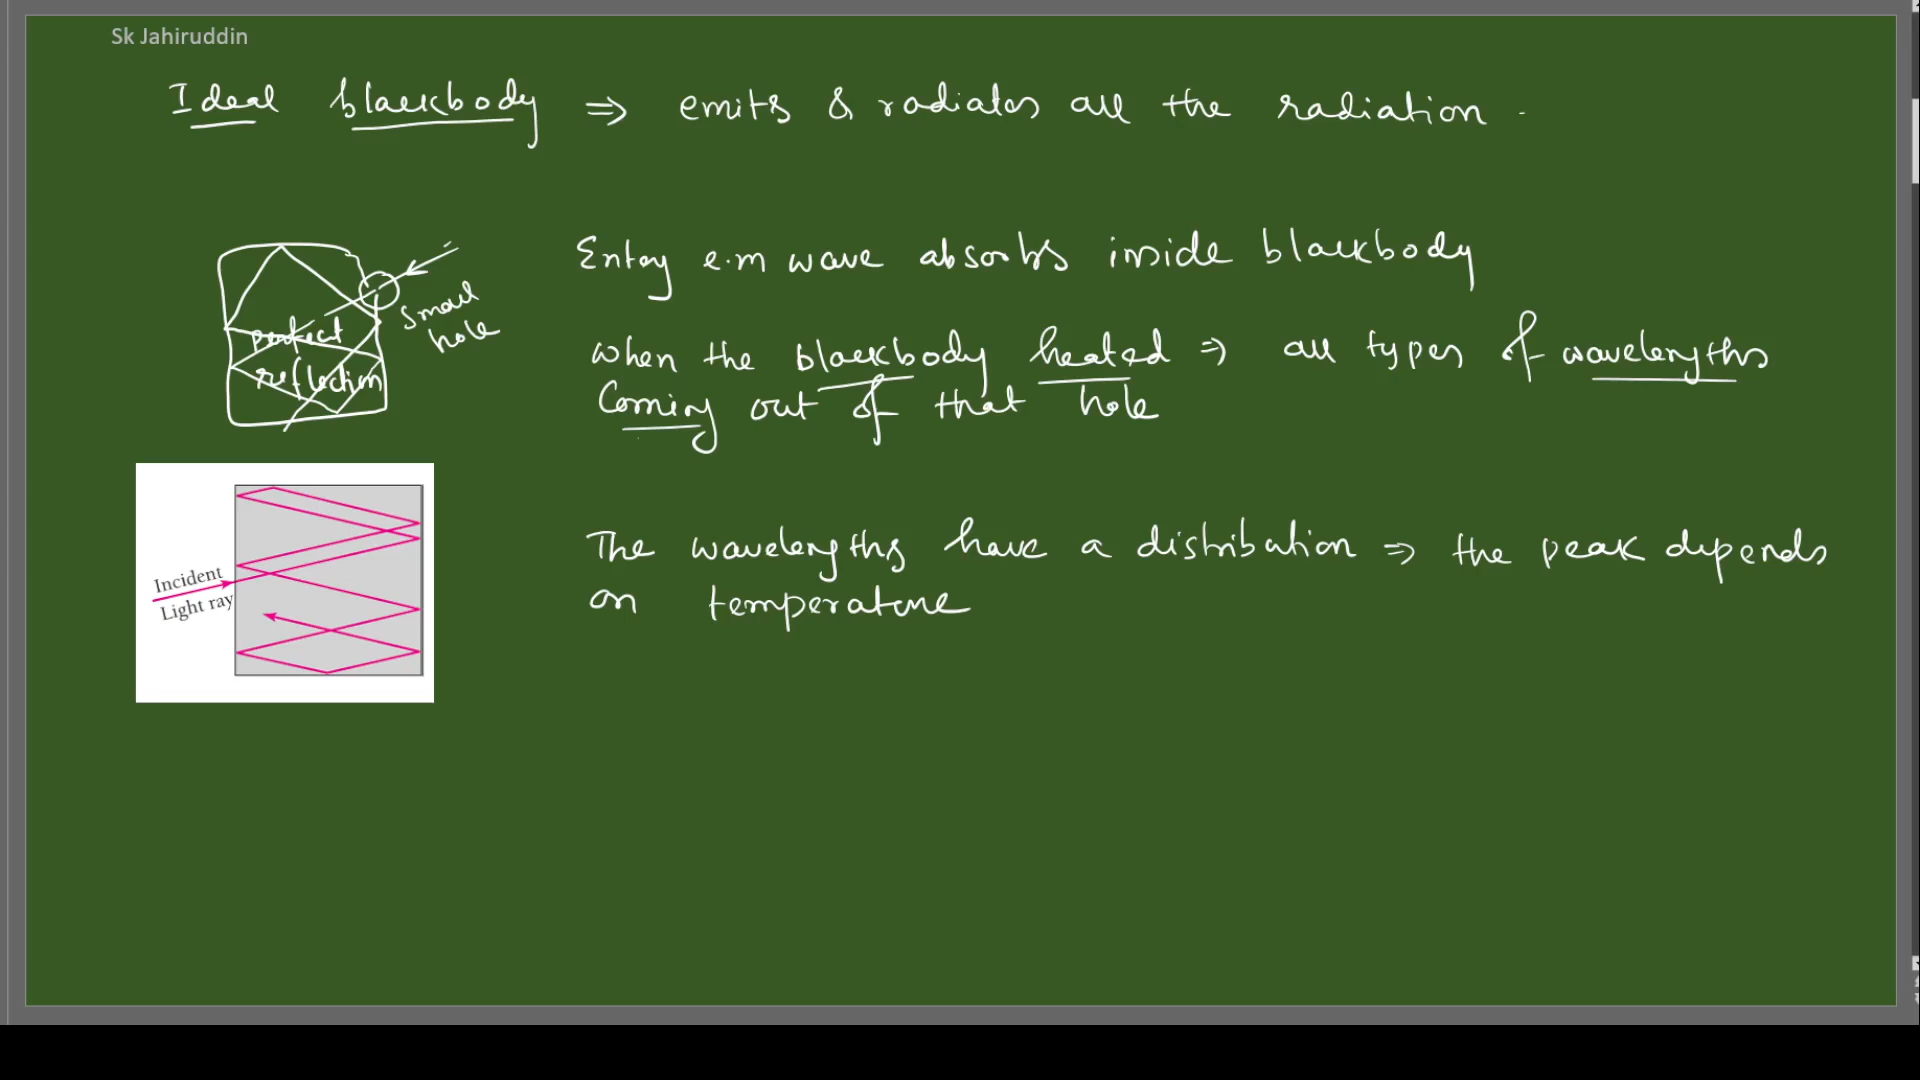 Sk Jahiruddin
Ideal blackbody ⇒ emits & radiates all the radiation.
Entry e.m wave absorbs inside blackbody
small
hole
perfect
reflection
when the blackbody heated ⇒ all types of wavelengths
Coming out of that hole
Incident
Light ray
The wavelengths have a distribution ⇒ the peak depends
on temperature